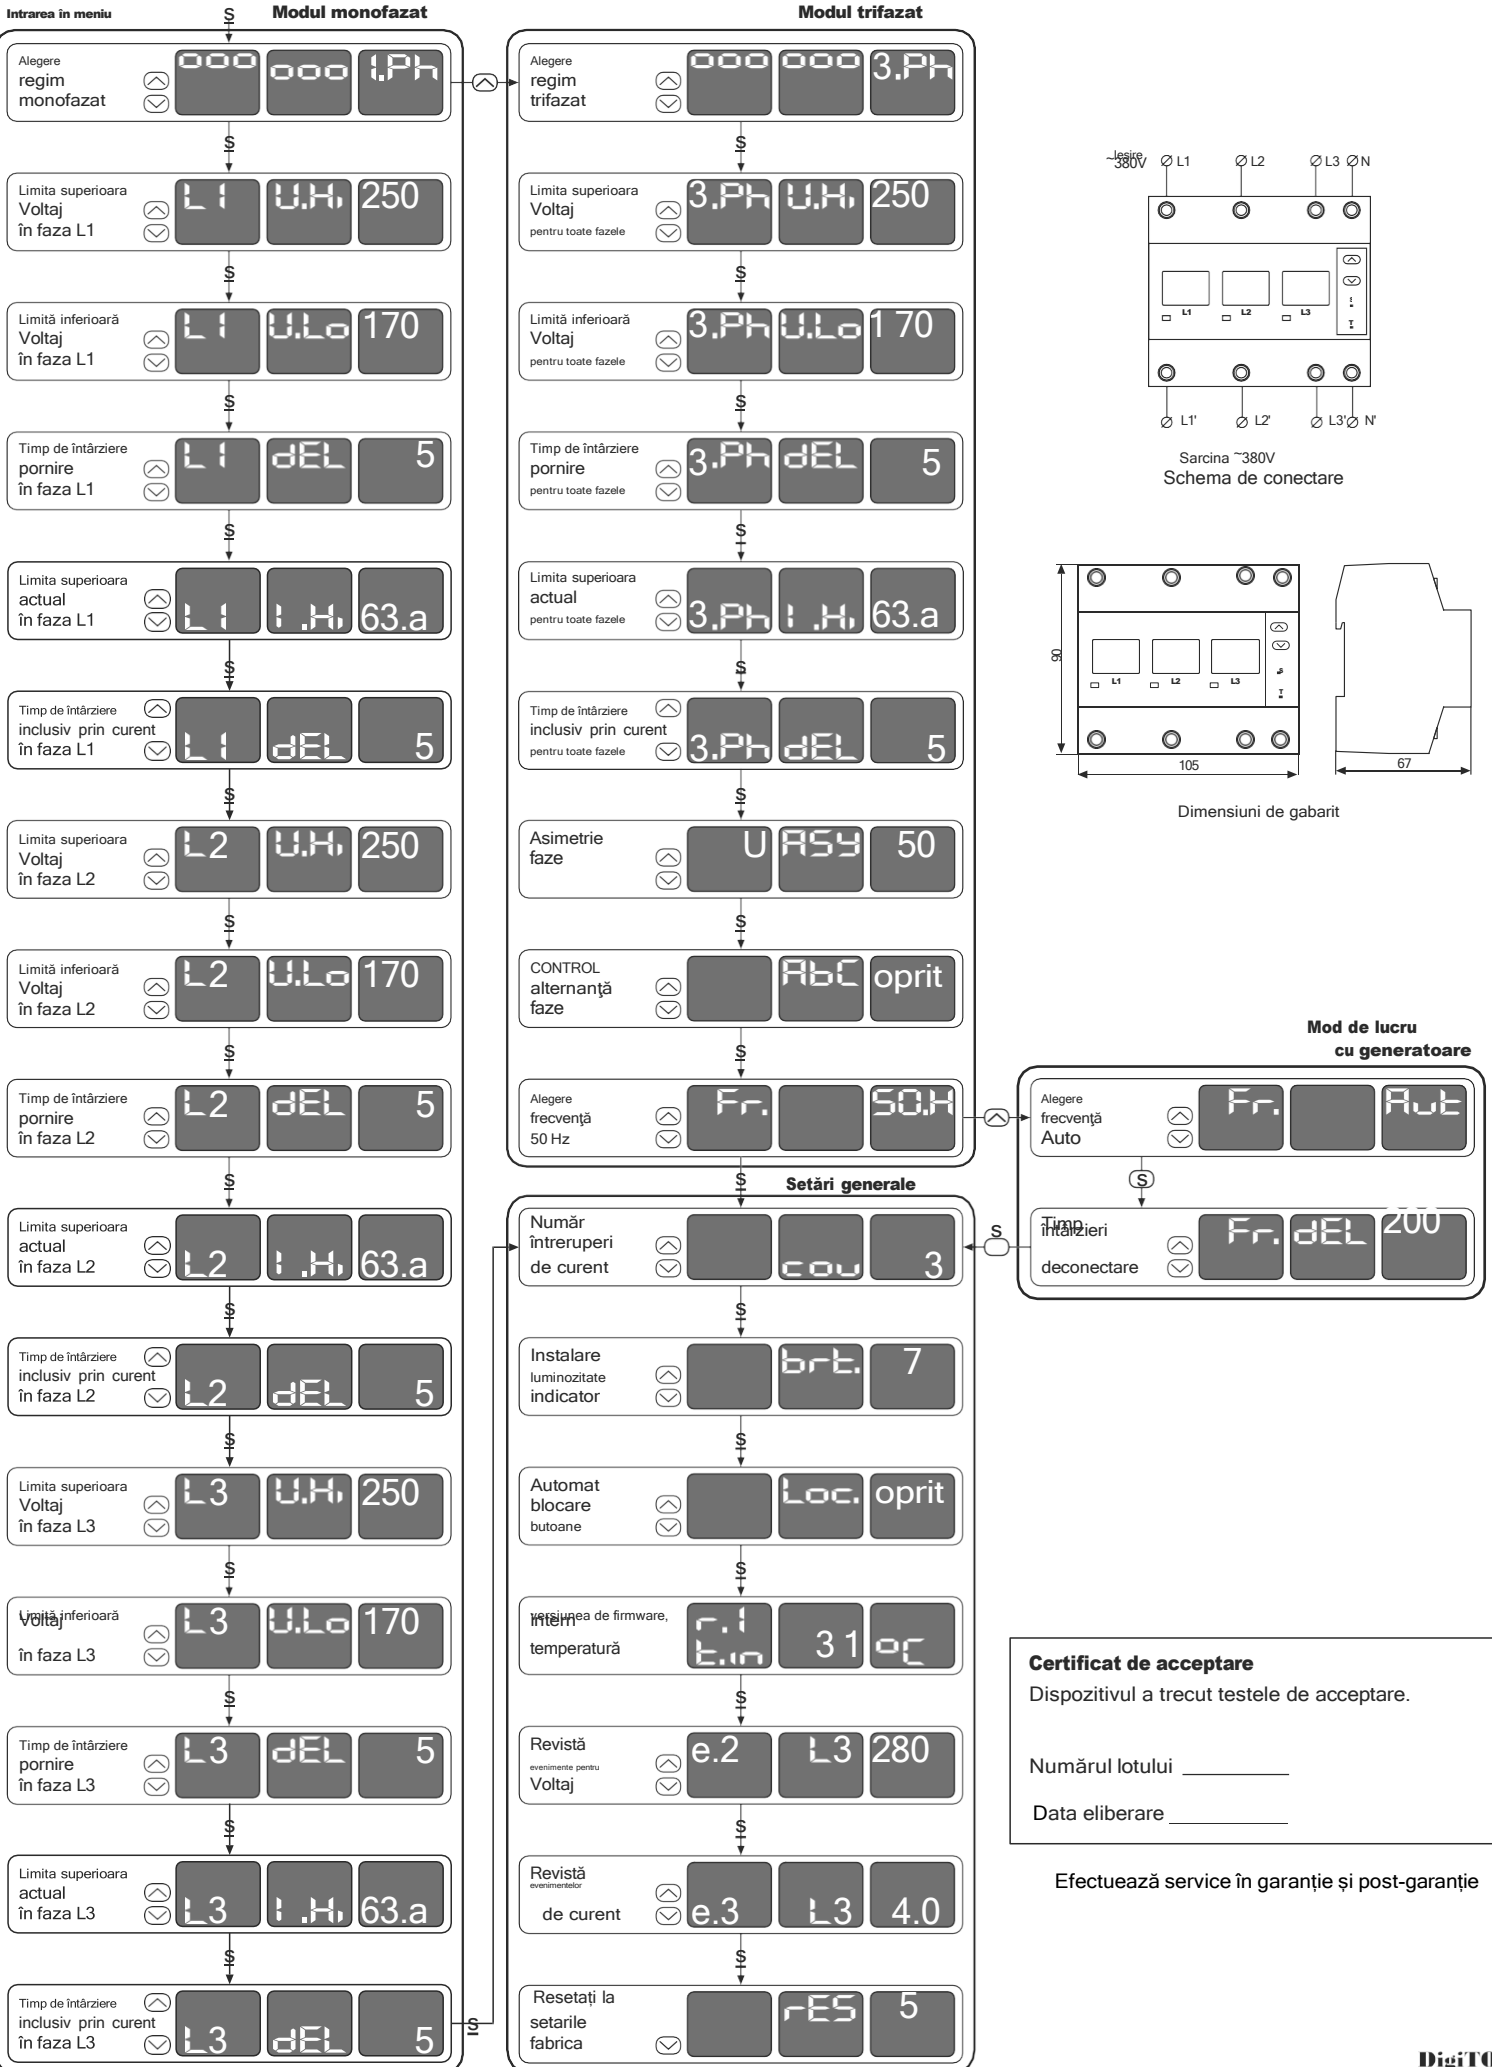 Intrarea în meniu
S
Modul monofazat
Alegere
regim
monofazat
ooo ooo 1.Ph
S
Limita superioara
Voltaj
în faza L1
L1 U.Hi 250
S
Limită inferioară
Voltaj
în faza L1
L1 U.Lo 170
S
Timp de întârziere
pornire
în faza L1
L1 dEL 5
S
Limita superioara
actual
în faza L1
L1 I.Hi 63.a
S
Timp de întârziere
inclusiv prin curent
în faza L1
L1 dEL 5
S
Limita superioara
Voltaj
în faza L2
L2 U.Hi 250
S
Limită inferioară
Voltaj
în faza L2
L2 U.Lo 170
S
Timp de întârziere
pornire
în faza L2
L2 dEL 5
S
Limita superioara
actual
în faza L2
L2 I.Hi 63.a
S
Timp de întârziere
inclusiv prin curent
în faza L2
L2 dEL 5
S
Limita superioara
Voltaj
în faza L3
L3 U.Hi 250
S
Limită inferioară
Voltaj
în faza L3
L3 U.Lo 170
S
Timp de întârziere
pornire
în faza L3
L3 dEL 5
S
Limita superioara
actual
în faza L3
L3 I.Hi 63.a
S
Timp de întârziere
inclusiv prin curent
în faza L3
L3 dEL 5
S
Modul trifazat
Alegere
regim
trifazat
ooo ooo 3.Ph
S
Limita superioara
Voltaj
pentru toate fazele
3.Ph U.Hi 250
S
Limită inferioară
Voltaj
pentru toate fazele
3.Ph U.Lo 170
S
Timp de întârziere
pornire
pentru toate fazele
3.Ph dEL 5
S
Limita superioara
actual
pentru toate fazele
3.Ph I.Hi 63.a
S
Timp de întârziere
inclusiv prin curent
pentru toate fazele
3.Ph dEL 5
S
Asimetrie
faze
U ASY 50
S
CONTROL
alternanţă
faze
AbC oprit
S
Alegere
frecvenţă
50 Hz
Fr. 50.H
S
Setări generale
Număr
întreruperi
de curent
cou 3
S
Instalare
luminozitate
indicator
brt. 7
S
Automat
blocare
butoane
Loc. oprit
S
versiunea de firmware,
intern
temperatură
r.1
t.in 31 oC
S
Revistă
evenimente pentru
Voltaj
e.2 L3 280
S
Revistă
evenimentelor
de curent
e.3 L3 4.0
S
Resetați la
setarile
fabrica
rES 5
Ieșire
~380V L1 L2 L3 N
L1 L2 L3
T
L1' L2' L3' N'
Sarcina ~380V
Schema de conectare
90
L1 L2 L3
S
T
105
67
Dimensiuni de gabarit
Mod de lucru
cu generatoare
Alegere
frecvenţă
Auto
Fr. Aut
S
Timp
întârzieri
deconectare
Fr. dEL 200
S
Certificat de acceptare
Dispozitivul a trecut testele de acceptare.
Numărul lotului
Data eliberare
Efectuează service în garanție și post-garanție